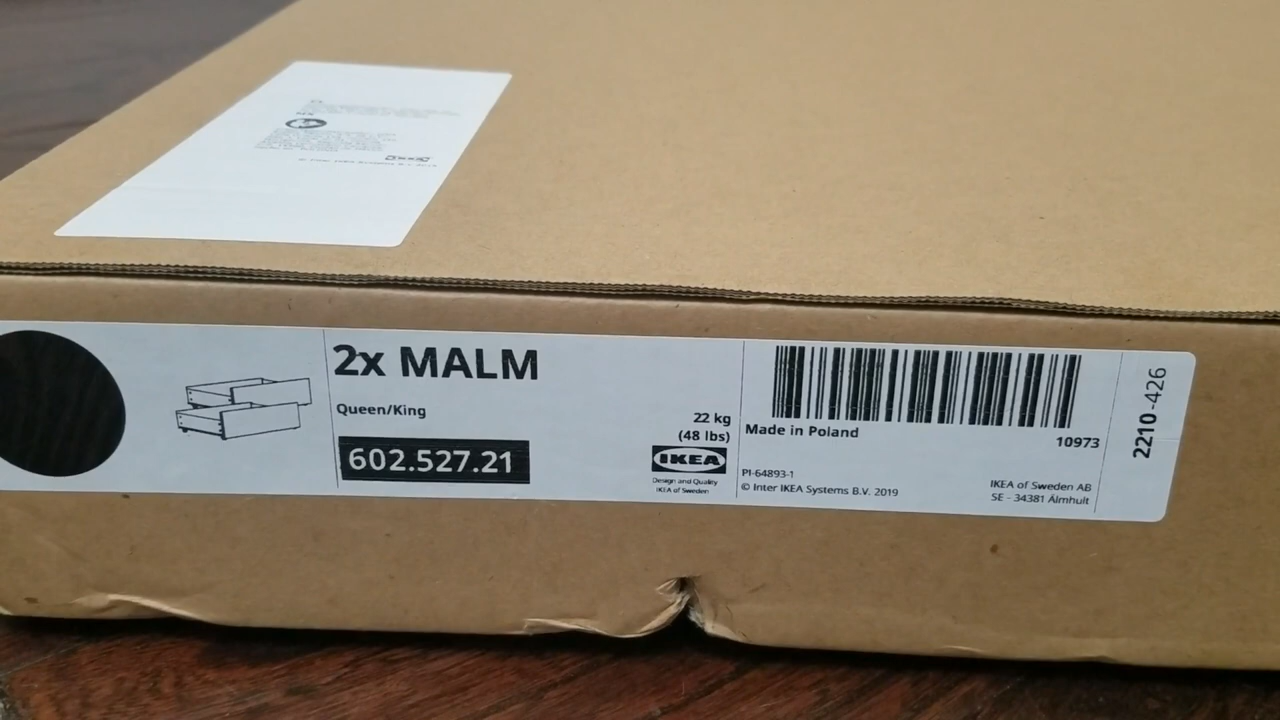 IKEA
2x MALM
Queen/King
602.527.21
22 kg
(48 lbs)
IKEA
Design and Quality
IKEA of Sweden
Made in Poland
10973
PI-64893-1
© Inter IKEA Systems B.V. 2019
IKEA of Sweden AB
SE - 34381 Älmhult
2210-426